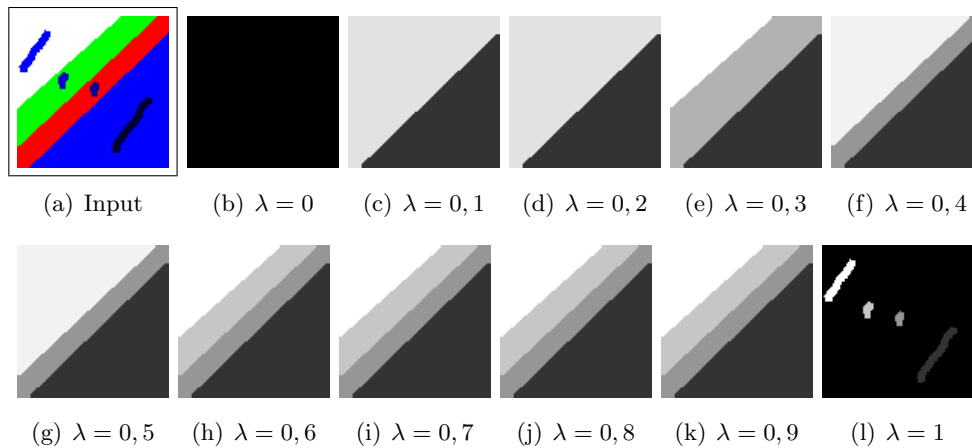 (a) Input
(b) λ = 0
(c) λ = 0, 1
(d) λ = 0, 2
(e) λ = 0, 3
(f) λ = 0, 4
(g) λ = 0, 5
(h) λ = 0, 6
(i) λ = 0, 7
(j) λ = 0, 8
(k) λ = 0, 9
(l) λ = 1